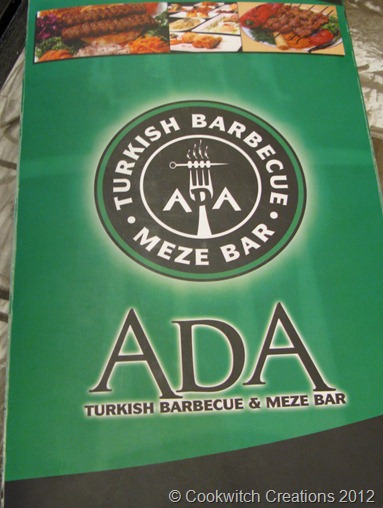 • TURKISH BARBECUE •
ADA
MEZE BAR
ADA
TURKISH BARBECUE & MEZE BAR
© Cookwitch Creations 2012